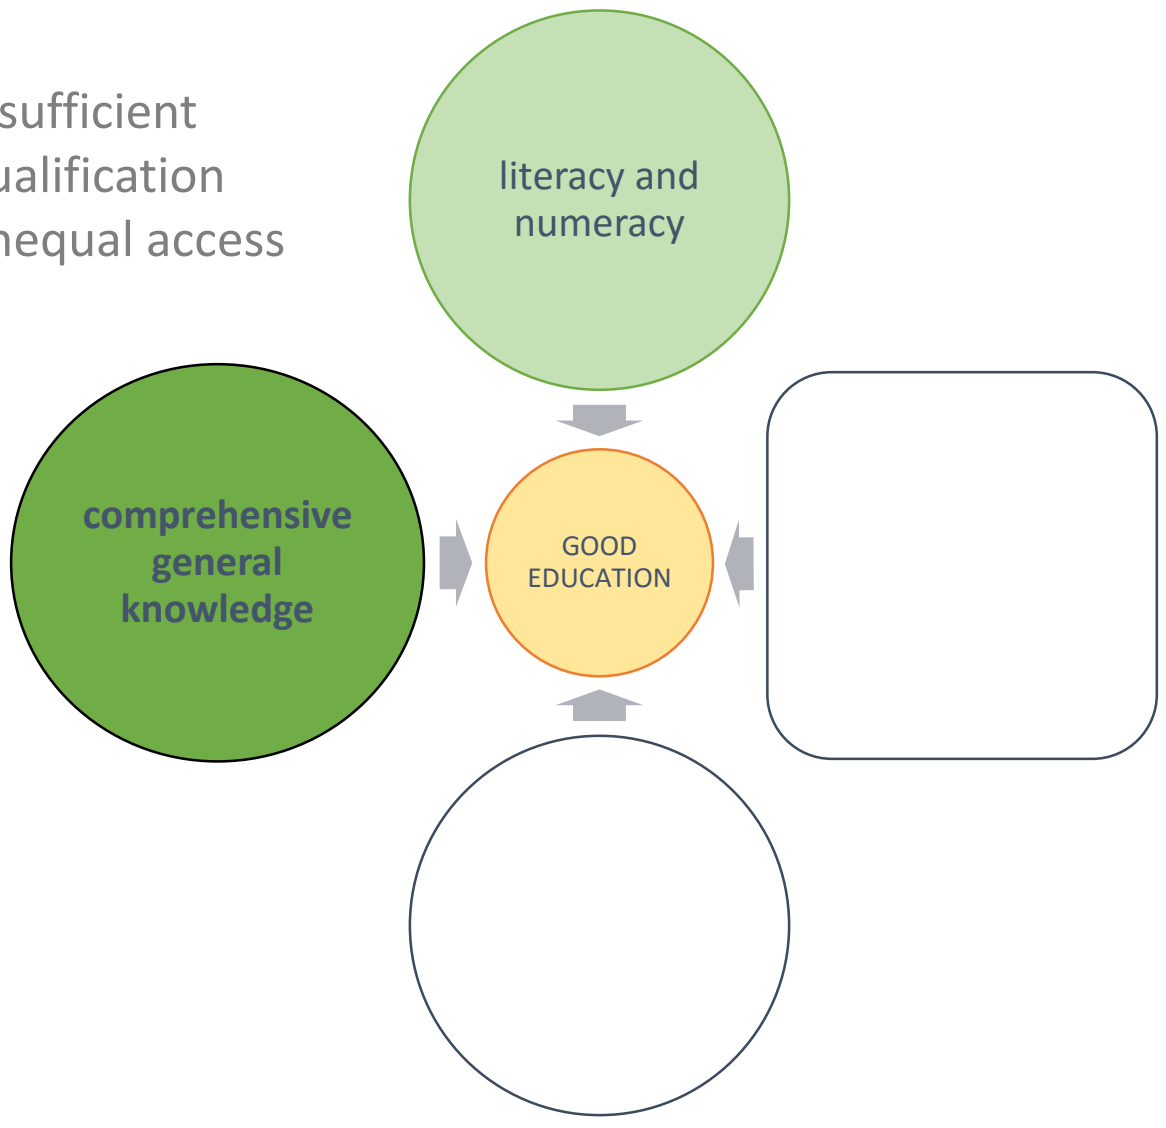 sufficient
ualification
nequal access
literacy and
numeracy
comprehensive
general
knowledge
GOOD
EDUCATION